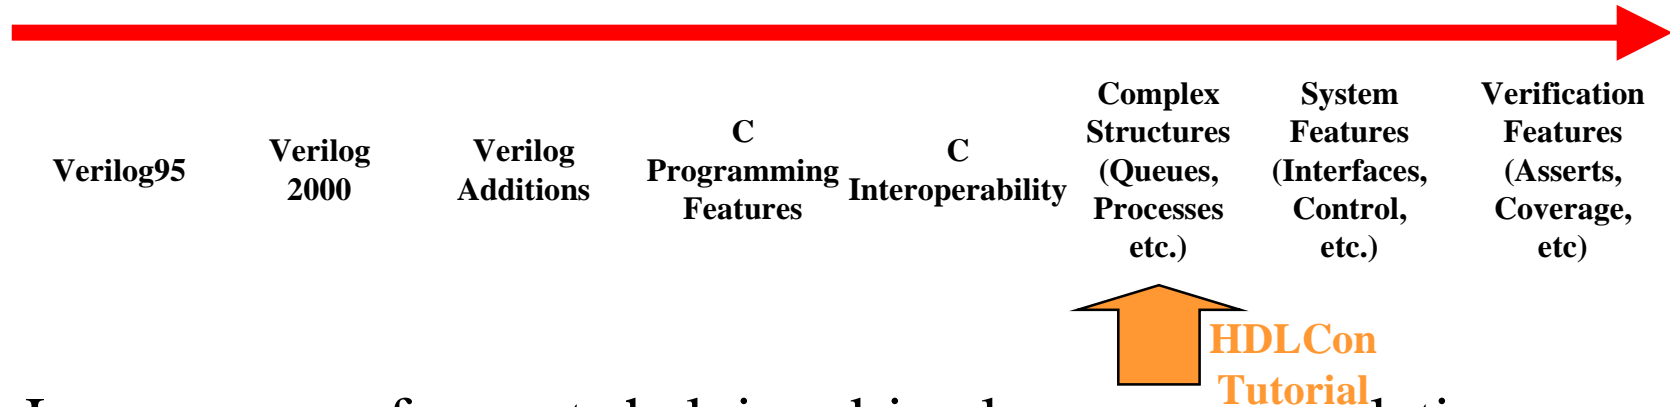 Verilog95
Verilog
2000
Verilog
Additions
C
Programming
Features
C
Interoperability
Complex
Structures
(Queues,
Processes
etc.)
System
Features
(Interfaces,
Control,
etc.)
Verification
Features
(Asserts,
Coverage,
etc)
HDLCon
Tutorial